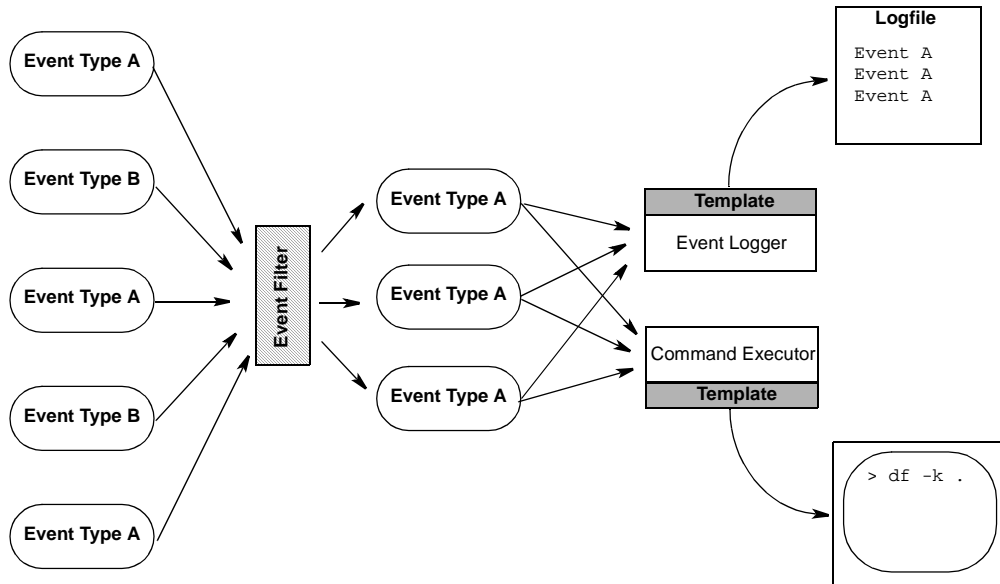 Event Type A
Event Type B
Event Type A
Event Type B
Event Type A
Event Filter
Event Type A
Event Type A
Event Type A
Template
Event Logger
Command Executor
Template
Logfile
Event A
Event A
Event A
> df -k .